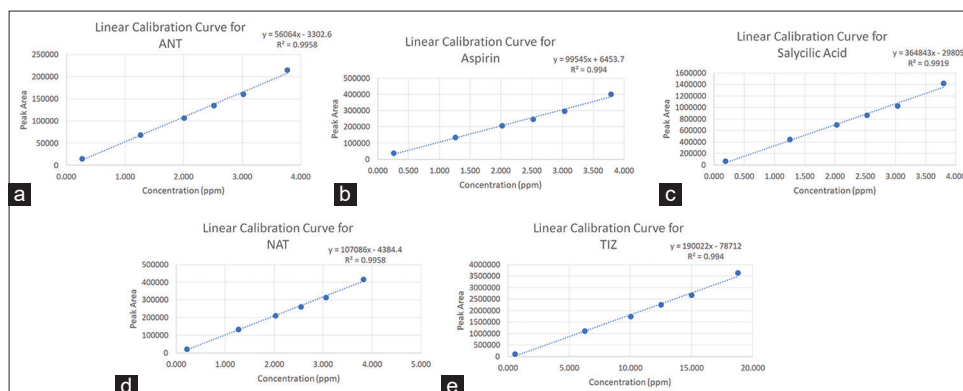 Linear Calibration Curve for
ANT
y = 56064x - 3302.6
R² = 0.9958
250000
200000
150000
100000
50000
0
Peak Area
0.000 1.000 2.000 3.000 4.000
Concentration (ppm)
a
Linear Calibration Curve for
Aspirin
y = 99545x + 6453.7
R² = 0.994
500000
400000
300000
200000
100000
0
Peak Area
0.000 0.500 1.000 1.500 2.000 2.500 3.000 3.500 4.000
Concentration (ppm)
b
Linear Calibration Curve for
Salycilic Acid
y = 364843x - 29809
R² = 0.9919
1600000
1400000
1200000
1000000
800000
600000
400000
200000
0
Peak Area
0.000 0.500 1.000 1.500 2.000 2.500 3.000 3.500 4.000
Concentration (ppm)
c
Linear Calibration Curve for
NAT
y = 107086x - 4384.4
R² = 0.9958
500000
400000
300000
200000
100000
0
Peak Area
0.000 1.000 2.000 3.000 4.000 5.000
Concentration (ppm)
d
Linear Calibration Curve for
TIZ
y = 190022x - 78712
R² = 0.994
4000000
3500000
3000000
2500000
2000000
1500000
1000000
500000
0
Peak Area
0.000 5.000 10.000 15.000 20.000
Concentration (ppm)
e